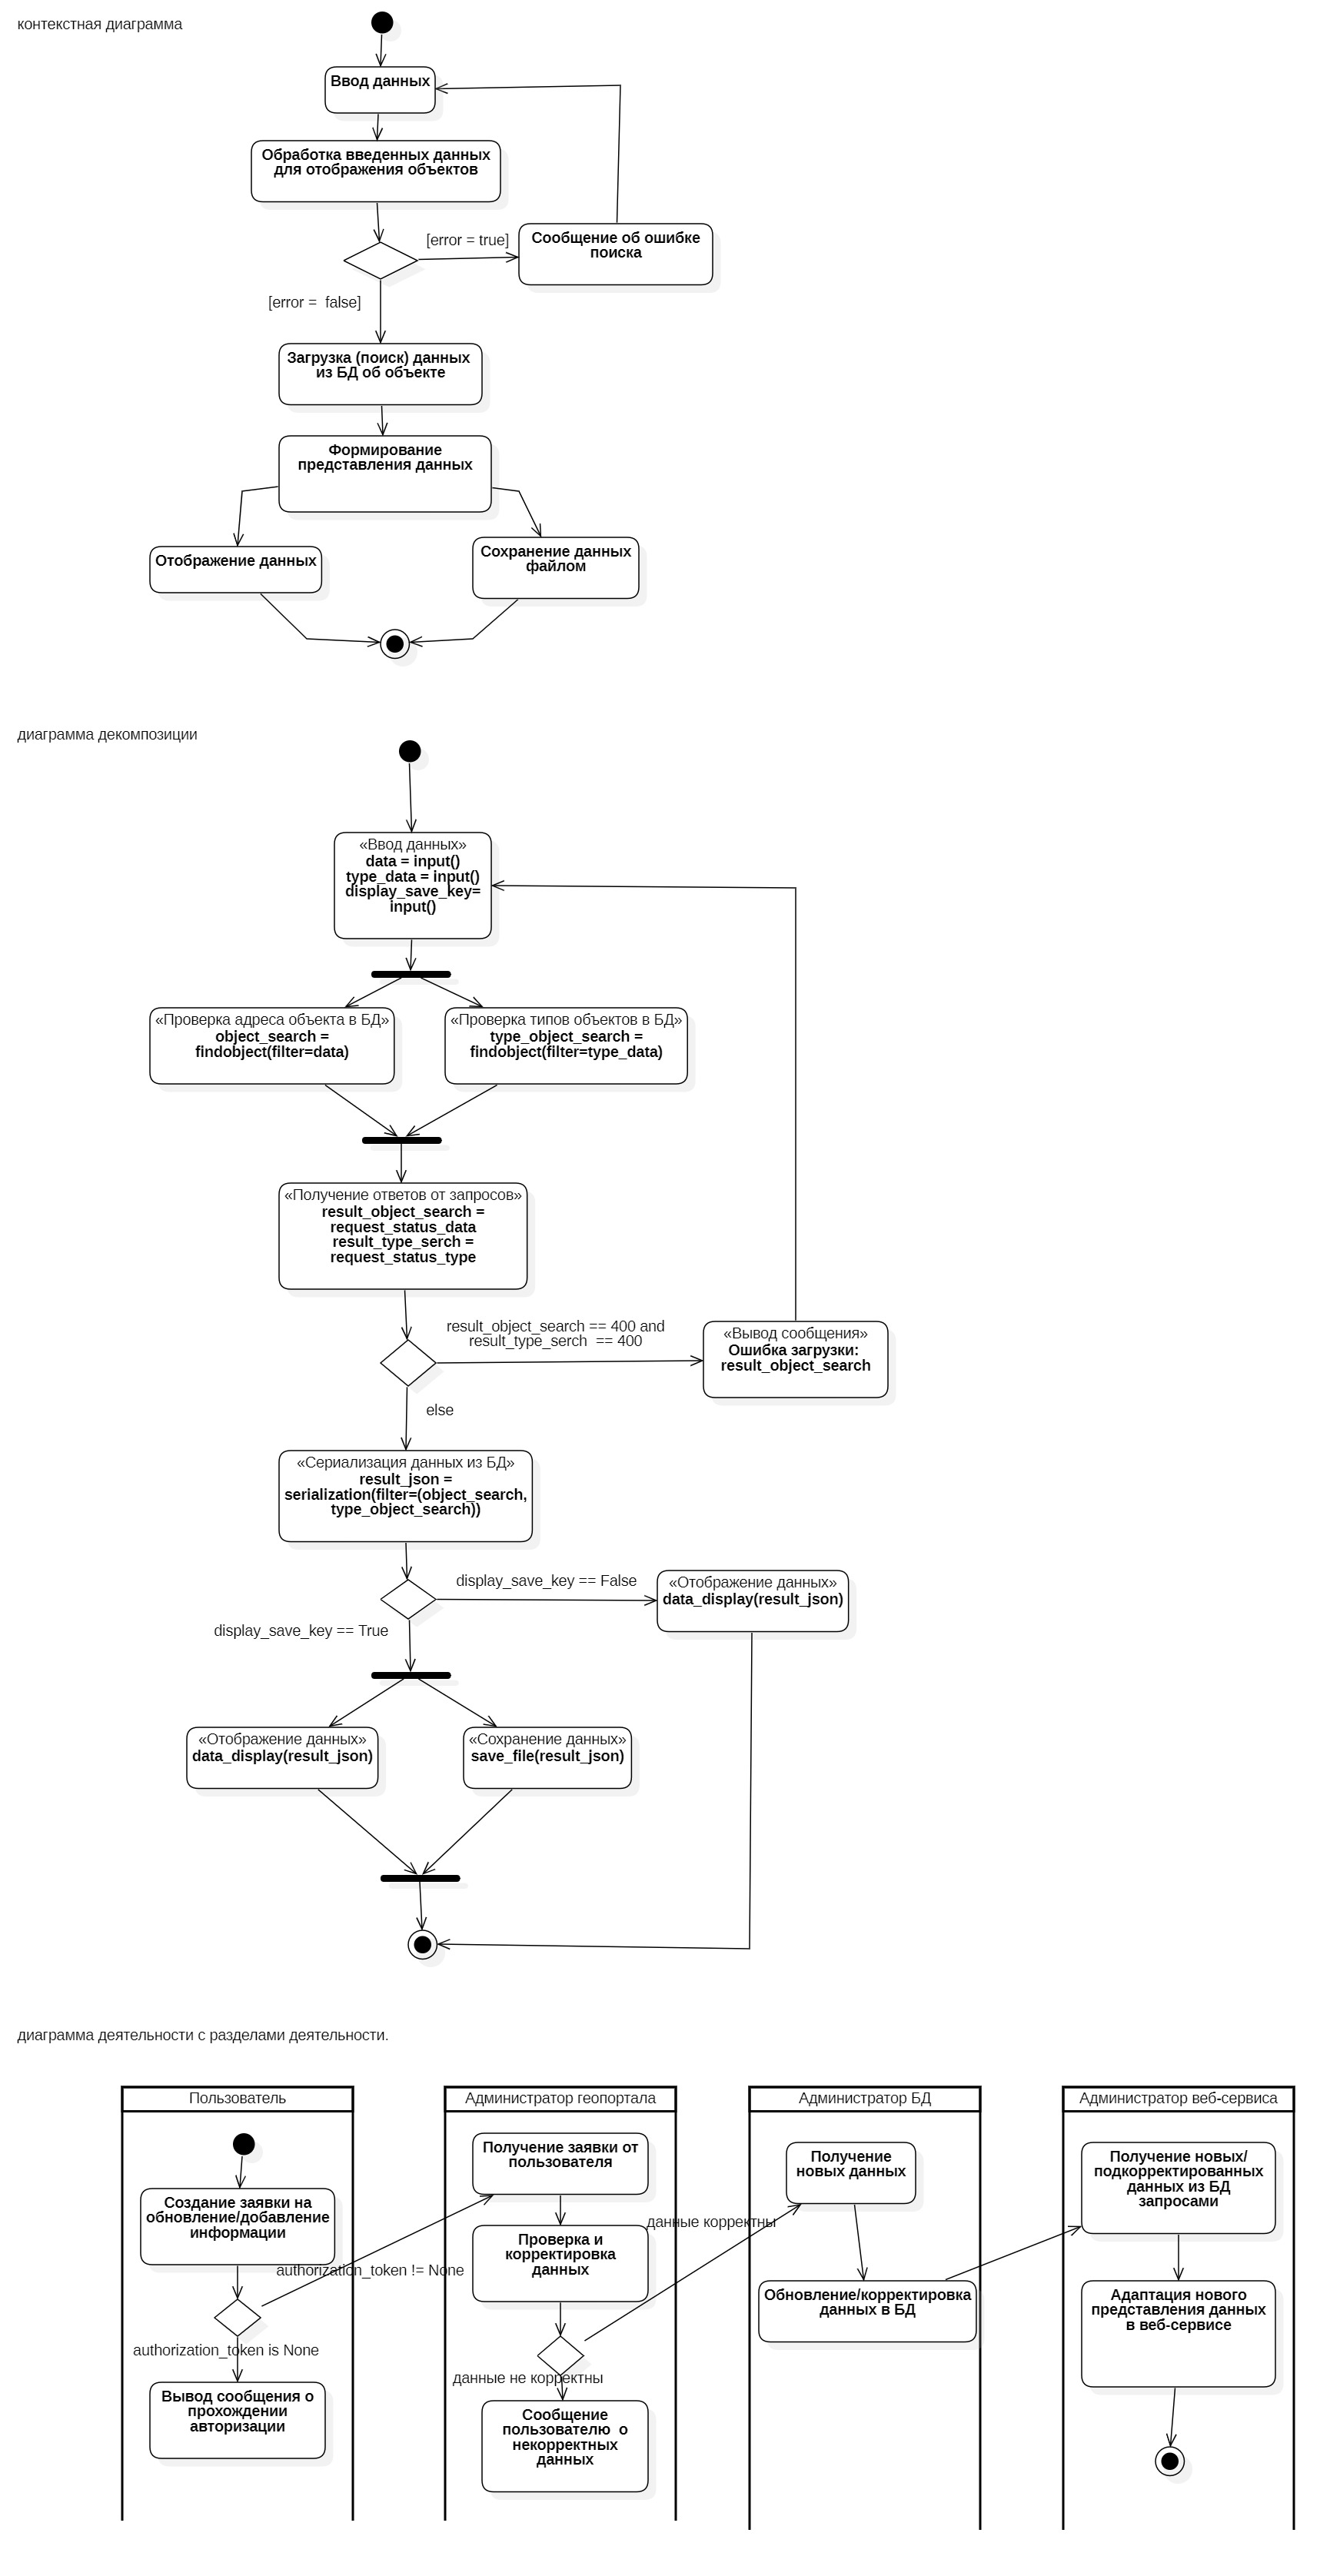 контекстная диаграмма
Ввод данных
Обработка введенных данных
для отображения объектов
[error = true]
Сообщение об ошибке
поиска
[error =  false]
Загрузка (поиск) данных
из БД об объекте
Формирование
представления данных
Отображение данных
Сохранение данных
файлом
диаграмма декомпозиции
«Ввод данных»
data = input()
type_data = input()
display_save_key=
input()
«Проверка адреса объекта в БД»
object_search =
findobject(filter=data)
«Проверка типов объектов в БД»
type_object_search =
findobject(filter=type_data)
«Получение ответов от запросов»
result_object_search =
request_status_data
result_type_serch =
request_status_type
result_object_search == 400 and
result_type_serch  == 400
«Вывод сообщения»
Ошибка загрузки:
result_object_search
else
«Сериализация данных из БД»
result_json =
serialization(filter=(object_search,
type_object_search))
display_save_key == False
«Отображение данных»
data_display(result_json)
display_save_key == True
«Отображение данных»
data_display(result_json)
«Сохранение данных»
save_file(result_json)
диаграмма деятельности с разделами деятельности.
Пользователь
Создание заявки на
обновление/добавление
информации
authorization_token != None
authorization_token is None
Вывод сообщения о
прохождении
авторизации
Администратор геопортала
Получение заявки от
пользователя
Проверка и
корректировка
данных
данные корректны
данные не корректны
Сообщение
пользователю  о
некорректных
данных
Администратор БД
Получение
новых данных
Обновление/корректировка
данных в БД
Администратор веб-сервиса
Получение новых/
подкорректированных
данных из БД
запросами
Адаптация нового
представления данных
в веб-сервисе